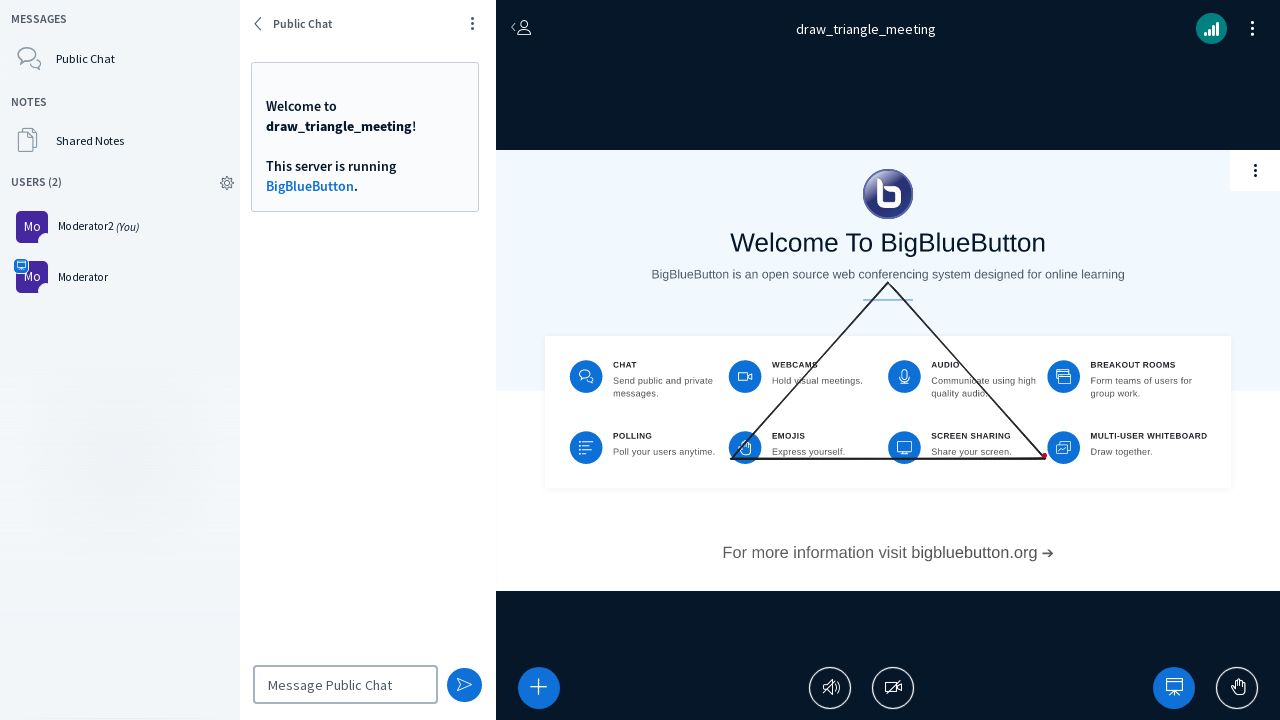 MESSAGES
Public Chat
NOTES
Shared Notes
USERS (2)
Mo
Moderator2 (You)
Mo
Moderator
Public Chat
Welcome to
draw_triangle_meeting!
This server is running
BigBlueButton.
Message Public Chat
draw_triangle_meeting
b
Welcome To BigBlueButton
BigBlueButton is an open source web conferencing system designed for online learning
CHAT
Send public and private
messages.
WEBCAMS
Hold visual meetings.
AUDIO
Communicate using high
quality audio.
BREAKOUT ROOMS
Form teams of users for
group work.
POLLING
Poll your users anytime.
EMOJIS
Express yourself.
SCREEN SHARING
Share your screen.
MULTI-USER WHITEBOARD
Draw together.
For more information visit bigbluebutton.org ➔